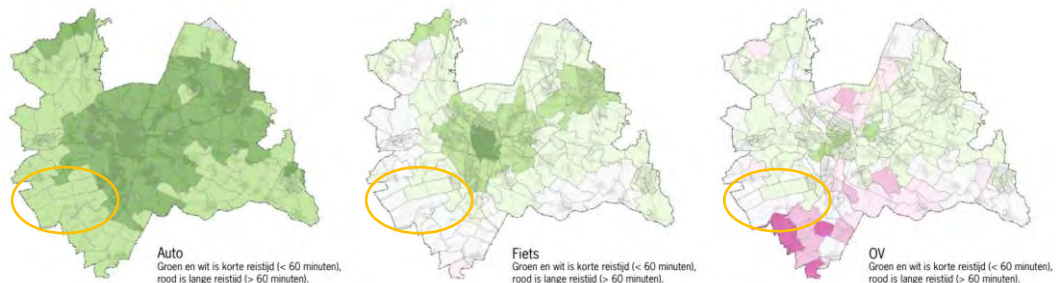 Auto
Groen en wit is korte reistijd (< 60 minuten),
rood is lange reistijd (> 60 minuten).
Fiets
Groen en wit is korte reistijd (< 60 minuten),
rood is lange reistijd (> 60 minuten).
OV
Groen en wit is korte reistijd (< 60 minuten),
rood is lange reistijd (> 60 minuten).